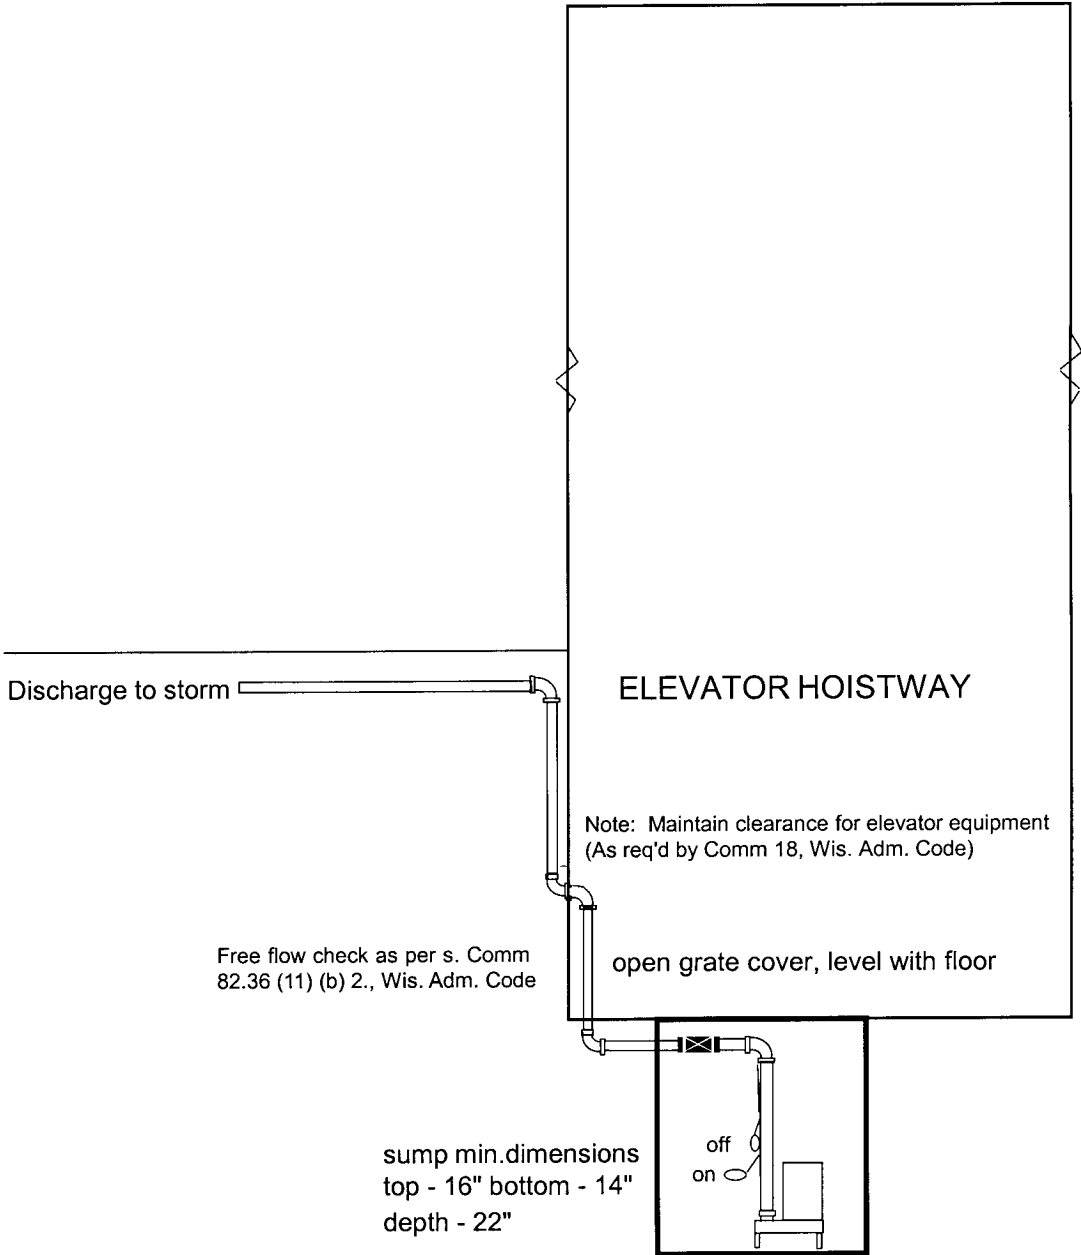 Discharge to storm
ELEVATOR HOISTWAY
Note: Maintain clearance for elevator equipment
(As req'd by Comm 18, Wis. Adm. Code)
Free flow check as per s. Comm
82.36 (11) (b) 2., Wis. Adm. Code
open grate cover, level with floor
sump min.dimensions
top - 16" bottom - 14"
depth - 22"
off
on